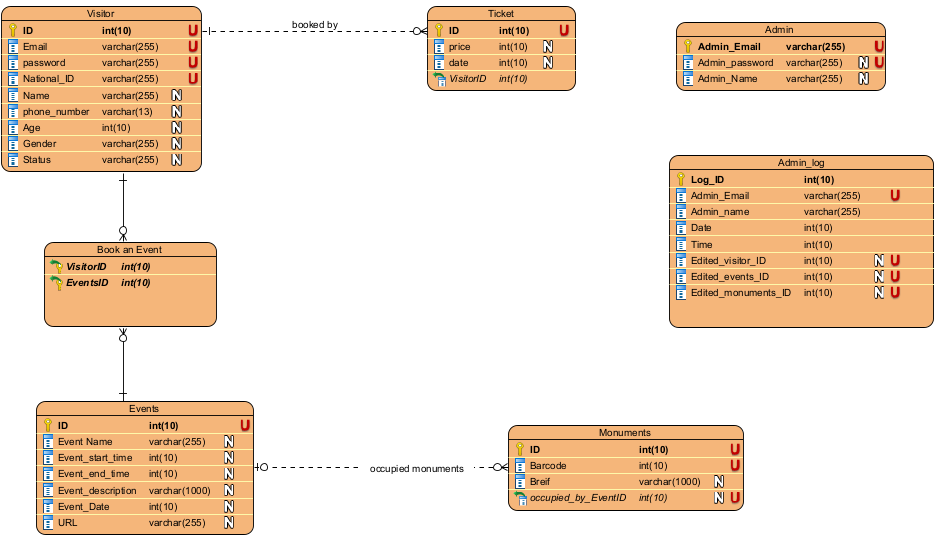 Visitor
ID int(10) U
Email varchar(255) U
password varchar(255) U
National_ID varchar(255) U
Name varchar(255) N
phone_number varchar(13) N
Age int(10) N
Gender varchar(255) N
Status varchar(255) N
booked by
Ticket
ID int(10) U
price int(10) N
date int(10) N
VisitorID int(10)
Admin
Admin_Email varchar(255) U
Admin_password varchar(255) N U
Admin_Name varchar(255) N
Admin_log
Log_ID int(10)
Admin_Email varchar(255) U
Admin_name varchar(255)
Date int(10)
Time int(10)
Edited_visitor_ID int(10) N U
Edited_events_ID int(10) N U
Edited_monuments_ID int(10) N U
Book an Event
VisitorID int(10)
EventsID int(10)
Events
ID int(10) U
Event Name varchar(255) N
Event_start_time int(10) N
Event_end_time int(10) N
Event_description varchar(1000) N
Event_Date int(10) N
URL varchar(255) N
occupied monuments
Monuments
ID int(10) U
Barcode int(10) U
Breif varchar(1000) N
occupied_by_EventID int(10) N U